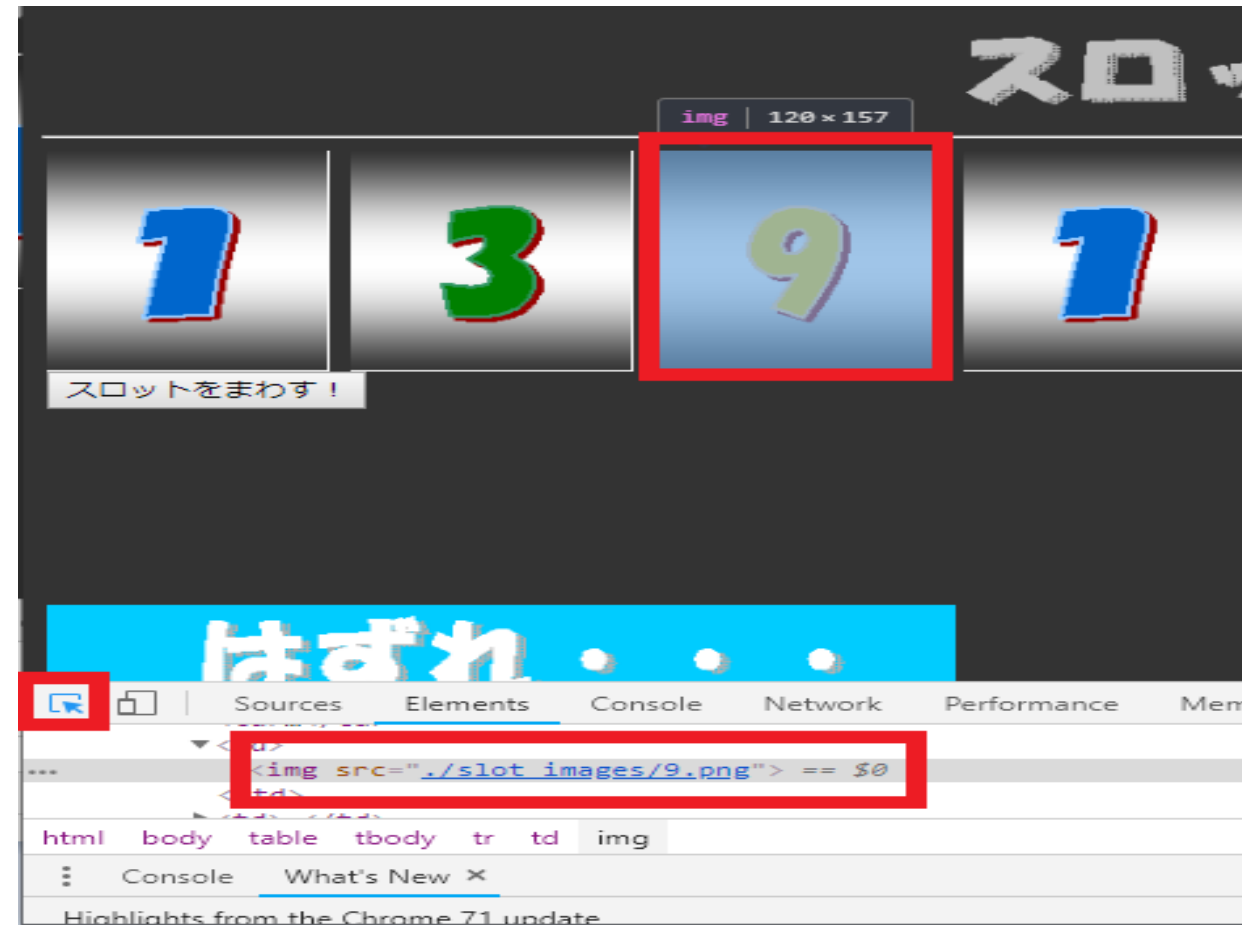 スロッ
img | 120 × 157
1 3 9 1
スロットをまわす！
はずれ・・・
Sources Elements Console Network Performance Mem
<img src="./slot_images/9.png"> == $0
html body table tbody tr td img
Console What's New ×
Highlights from the Chrome 71 update